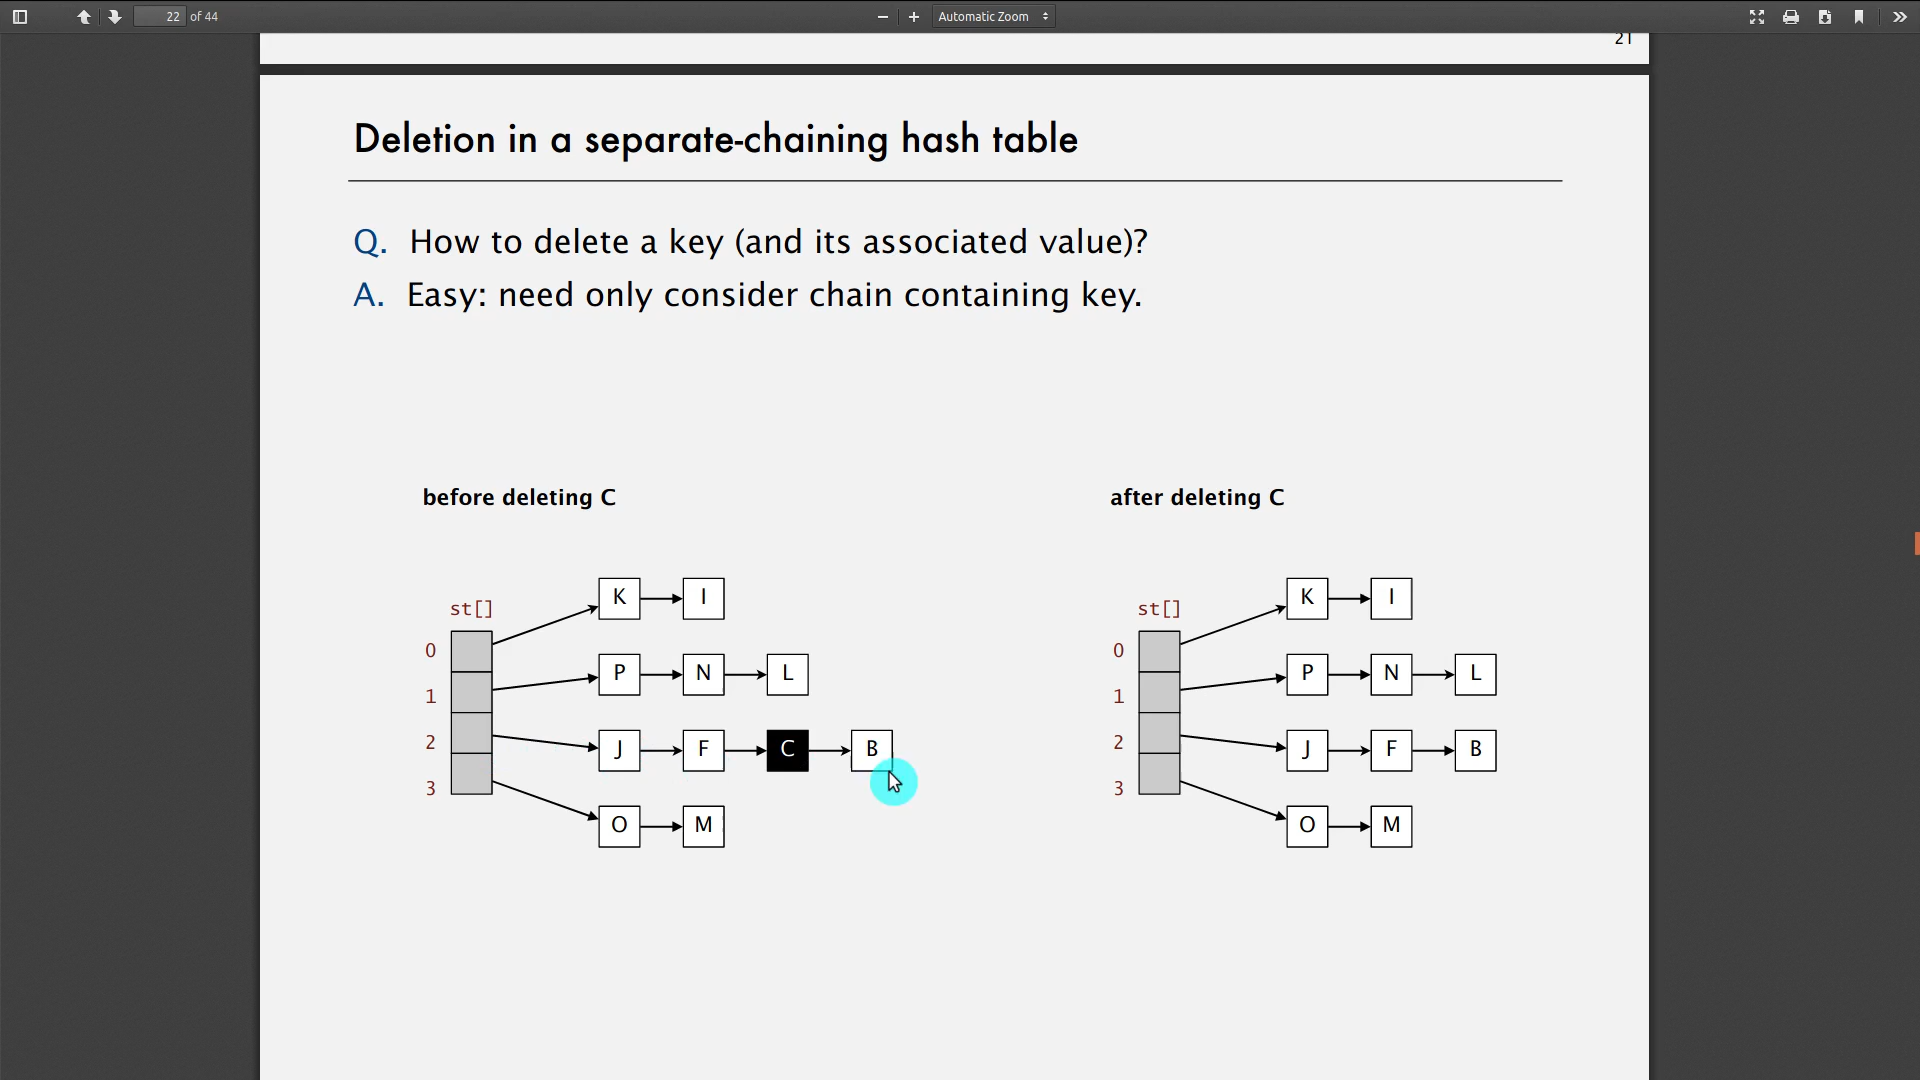 22 of 44
Automatic Zoom
21
Deletion in a separate-chaining hash table
Q. How to delete a key (and its associated value)?
A. Easy: need only consider chain containing key.
before deleting C
st[]
0
1
2
3
K I
P N L
J F C B
O M
after deleting C
st[]
0
1
2
3
K I
P N L
J F B
O M